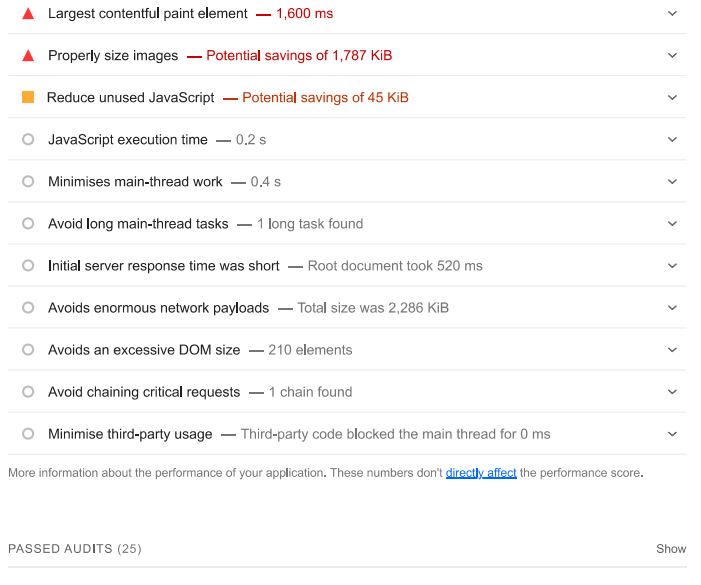 Largest contentful paint element — 1,600 ms
Properly size images — Potential savings of 1,787 KiB
Reduce unused JavaScript — Potential savings of 45 KiB
JavaScript execution time — 0.2 s
Minimises main-thread work — 0.4 s
Avoid long main-thread tasks — 1 long task found
Initial server response time was short — Root document took 520 ms
Avoids enormous network payloads — Total size was 2,286 KiB
Avoids an excessive DOM size — 210 elements
Avoid chaining critical requests — 1 chain found
Minimise third-party usage — Third-party code blocked the main thread for 0 ms
More information about the performance of your application. These numbers don't directly affect the performance score.
PASSED AUDITS (25) Show